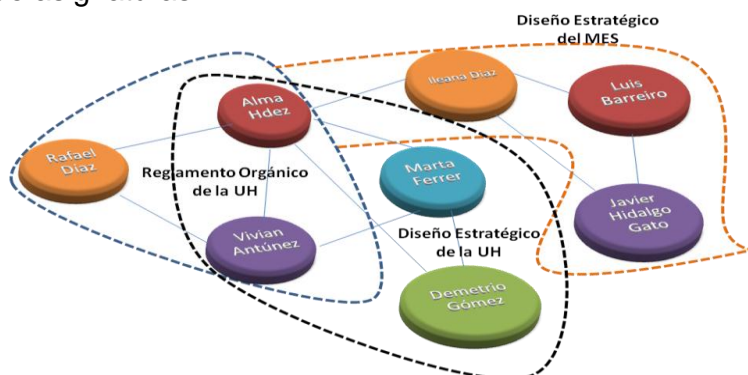 Diseño Estratégico
del MES
Ileana Díaz
Luis
Barreiro
Alma
Hdez
Rafael
Díaz
Reglamento Orgánico
de la UH
Marta
Ferrer
Javier
Hidalgo
Gato
Vivian
Antúnez
Diseño Estratégico
de la UH
Demetrio
Gómez